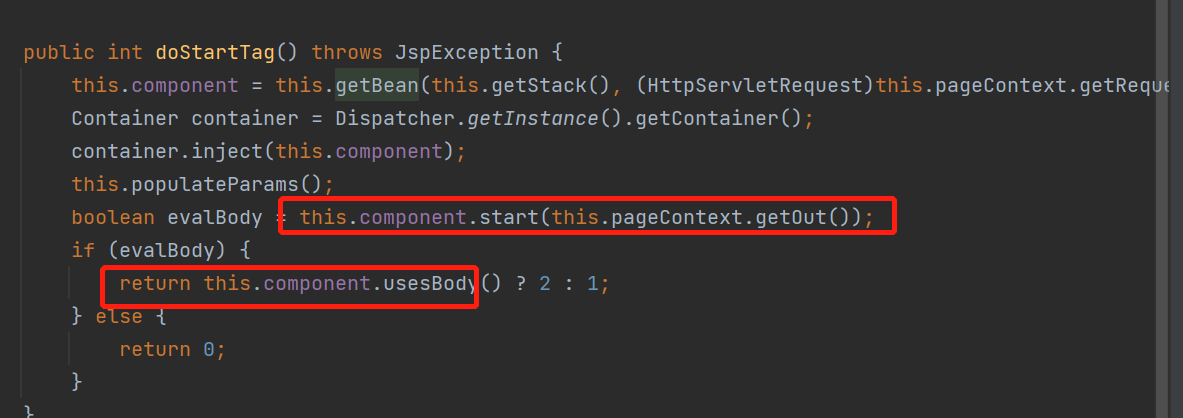 public int doStartTag() throws JspException {
this.component = this.getBean(this.getStack(), (HttpServletRequest)this.pageContext.getReque
Container container = Dispatcher.getInstance().getContainer();
container.inject(this.component);
this.populateParams();
boolean evalBody = this.component.start(this.pageContext.getOut());
if (evalBody) {
return this.component.usesBody() ? 2 : 1;
} else {
return 0;
}
}